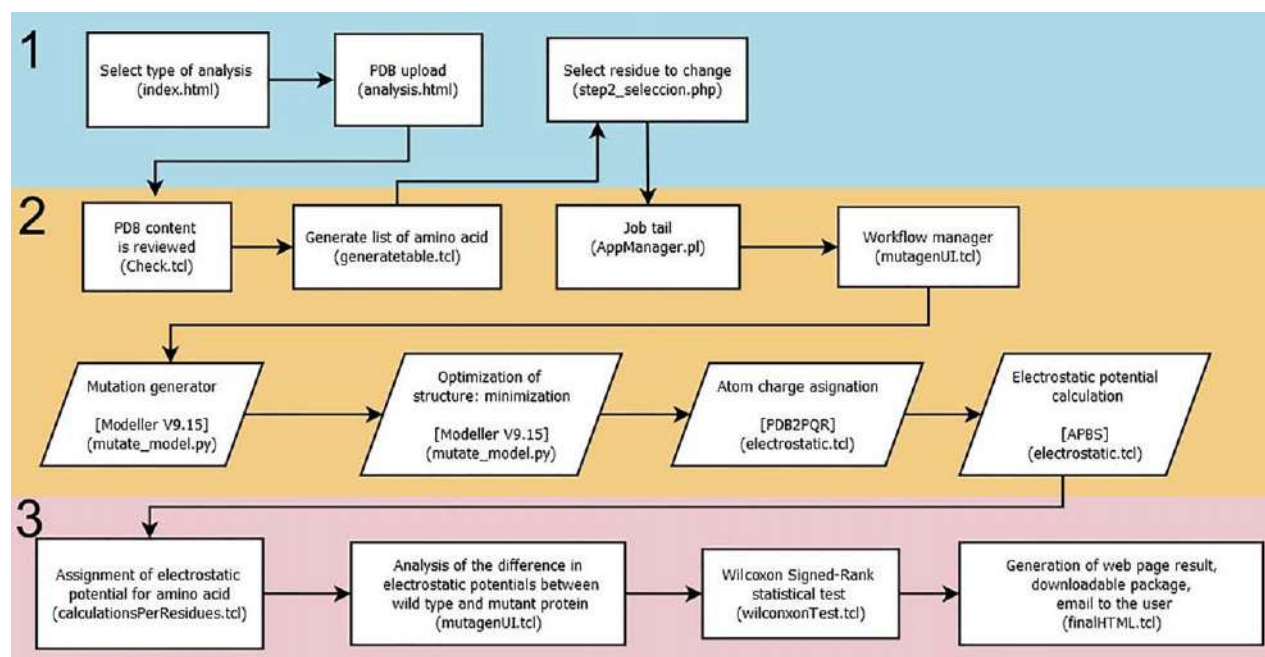 1
Select type of analysis
(index.html)
PDB upload
(analysis.html)
Select residue to change
(step2_seleccion.php)
2
PDB content
is reviewed
(Check.tcl)
Generate list of amino acid
(generatetable.tcl)
Job tail
(AppManager.pl)
Workflow manager
(mutagenUI.tcl)
Mutation generator
[Modeller V9.15]
(mutate_model.py)
Optimization of
structure: minimization
[Modeller V9.15]
(mutate_model.py)
Atom charge asignation
[PDB2PQR]
(electrostatic.tcl)
Electrostatic potential
calculation
[APBS]
(electrostatic.tcl)
3
Assignment of electrostatic
potential for amino acid
(calculationsPerResidues.tcl)
Analysis of the difference in
electrostatic potentials between
wild type and mutant protein
(mutagenUI.tcl)
Wilcoxon Signed-Rank
statistical test
(wilconxonTest.tcl)
Generation of web page result,
downloadable package,
email to the user
(finalHTML.tcl)